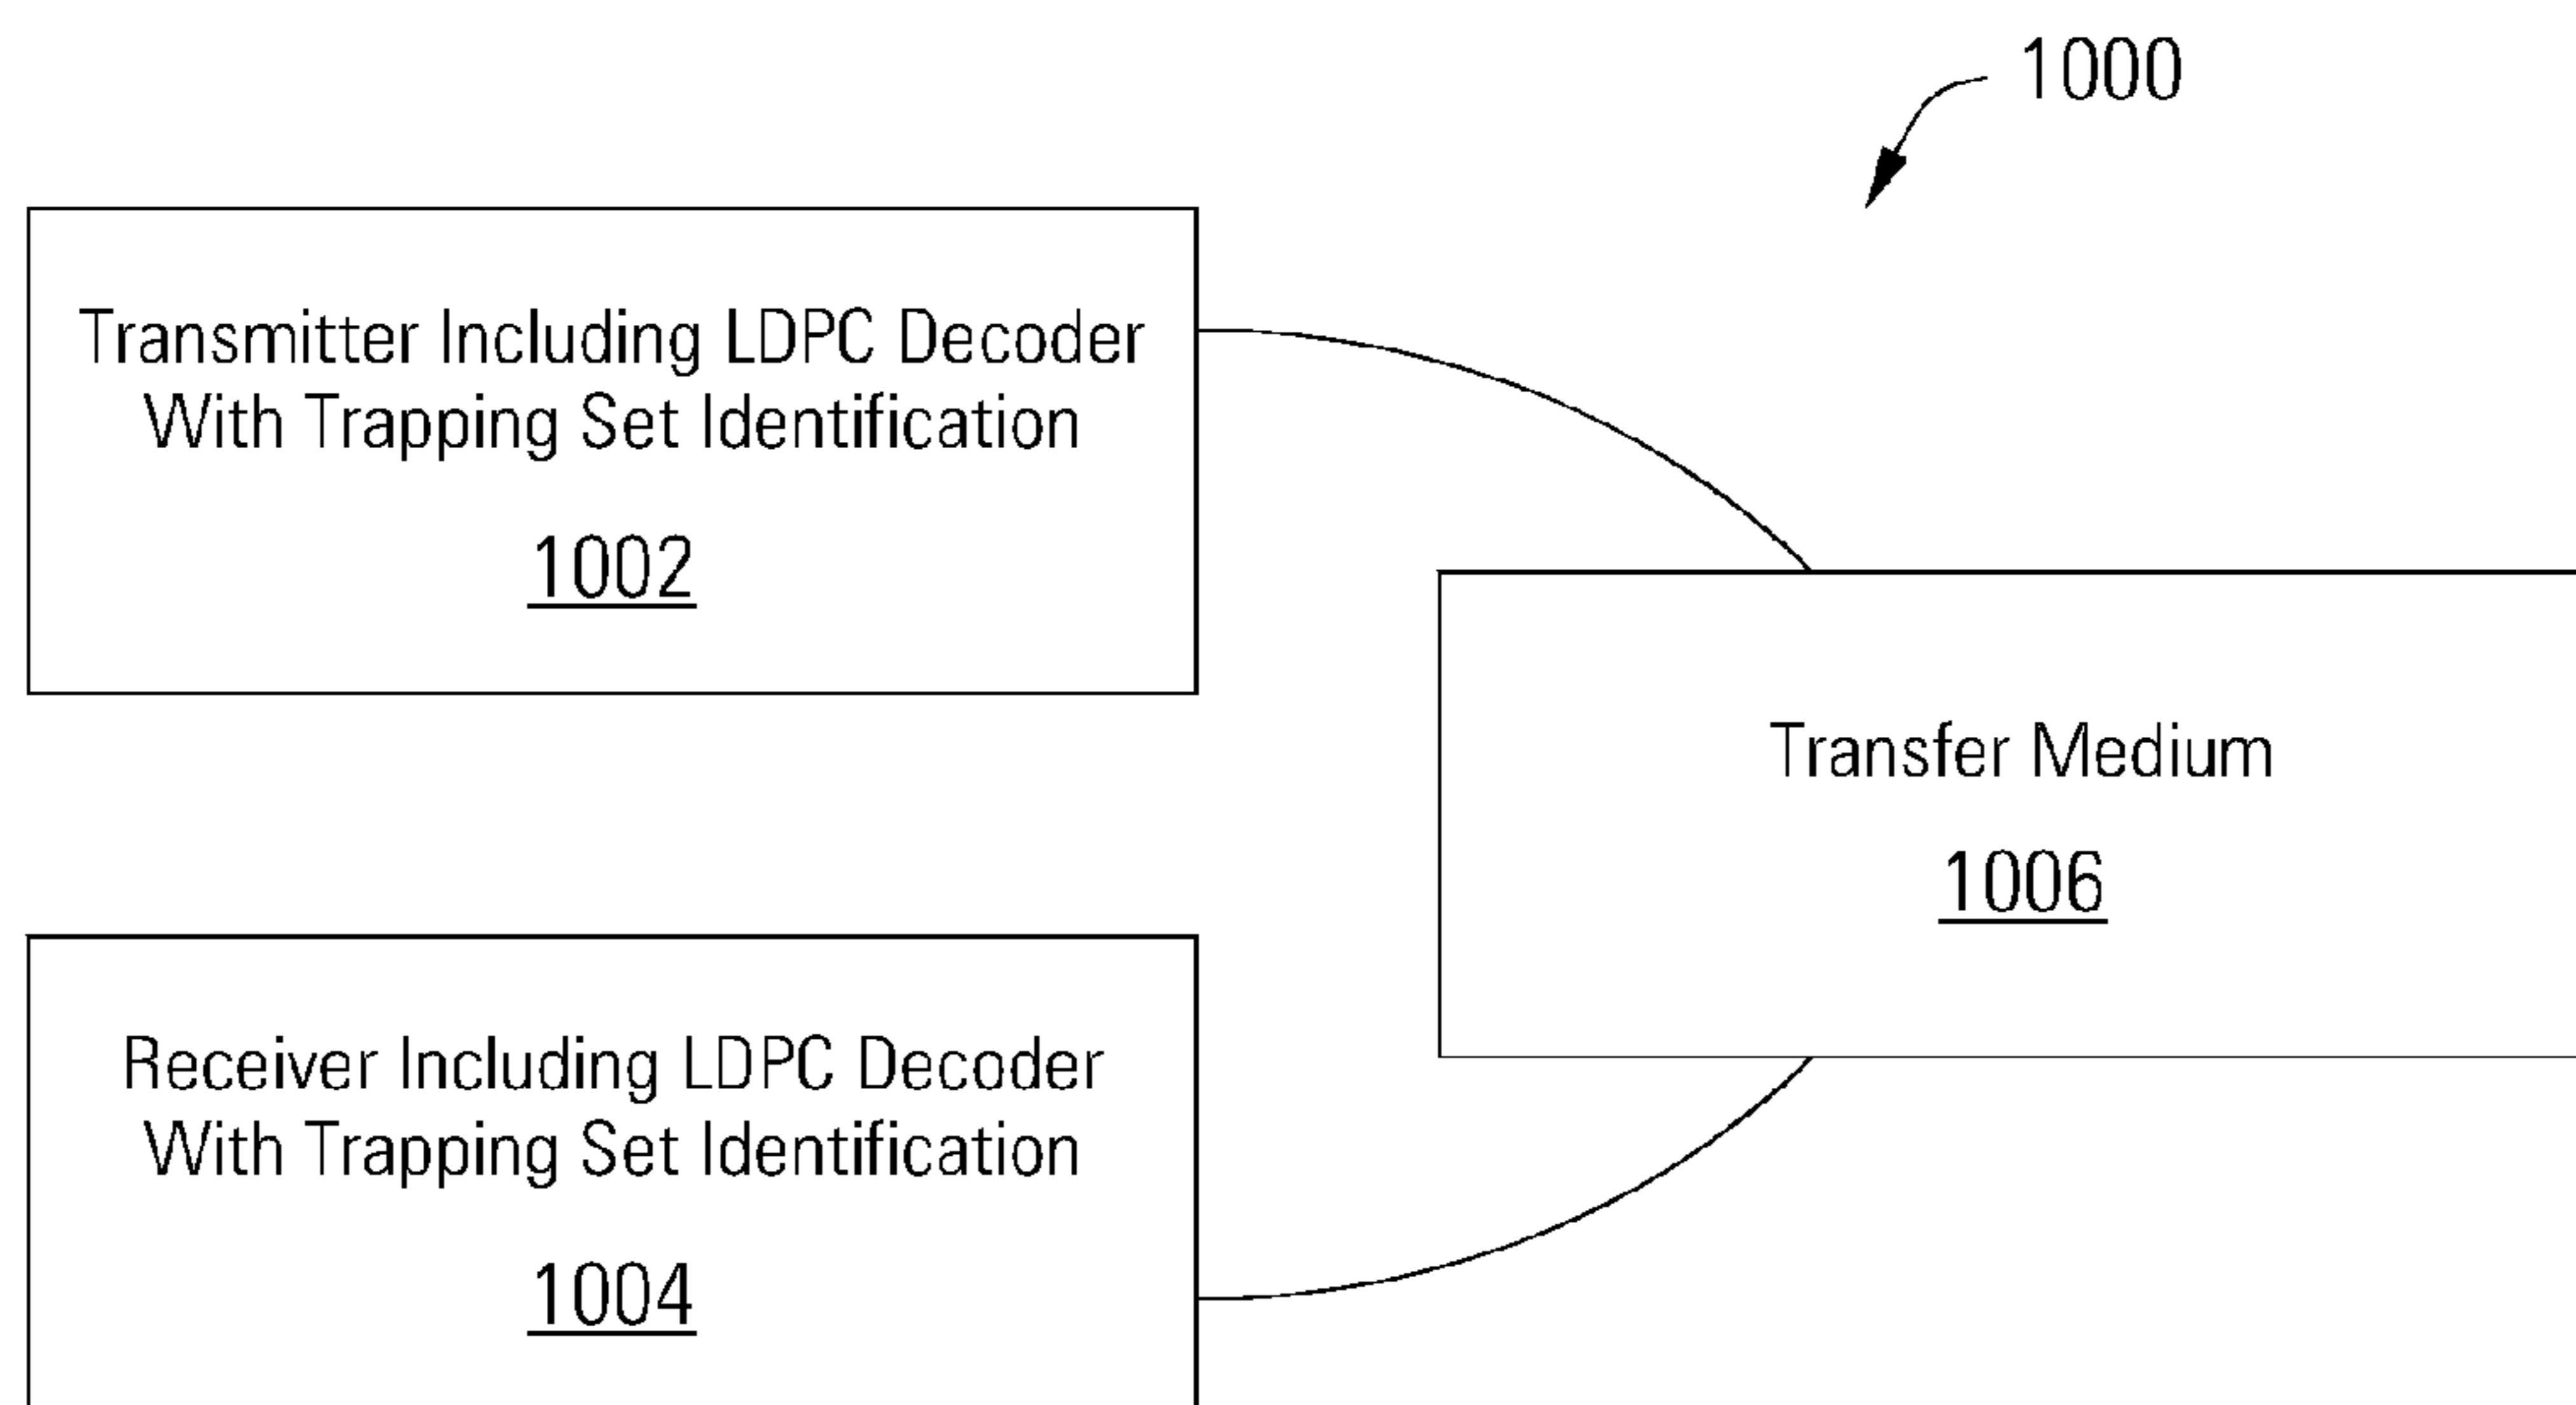 1000
Transmitter Including LDPC Decoder
With Trapping Set Identification
1002
Transfer Medium
1006
Receiver Including LDPC Decoder
With Trapping Set Identification
1004